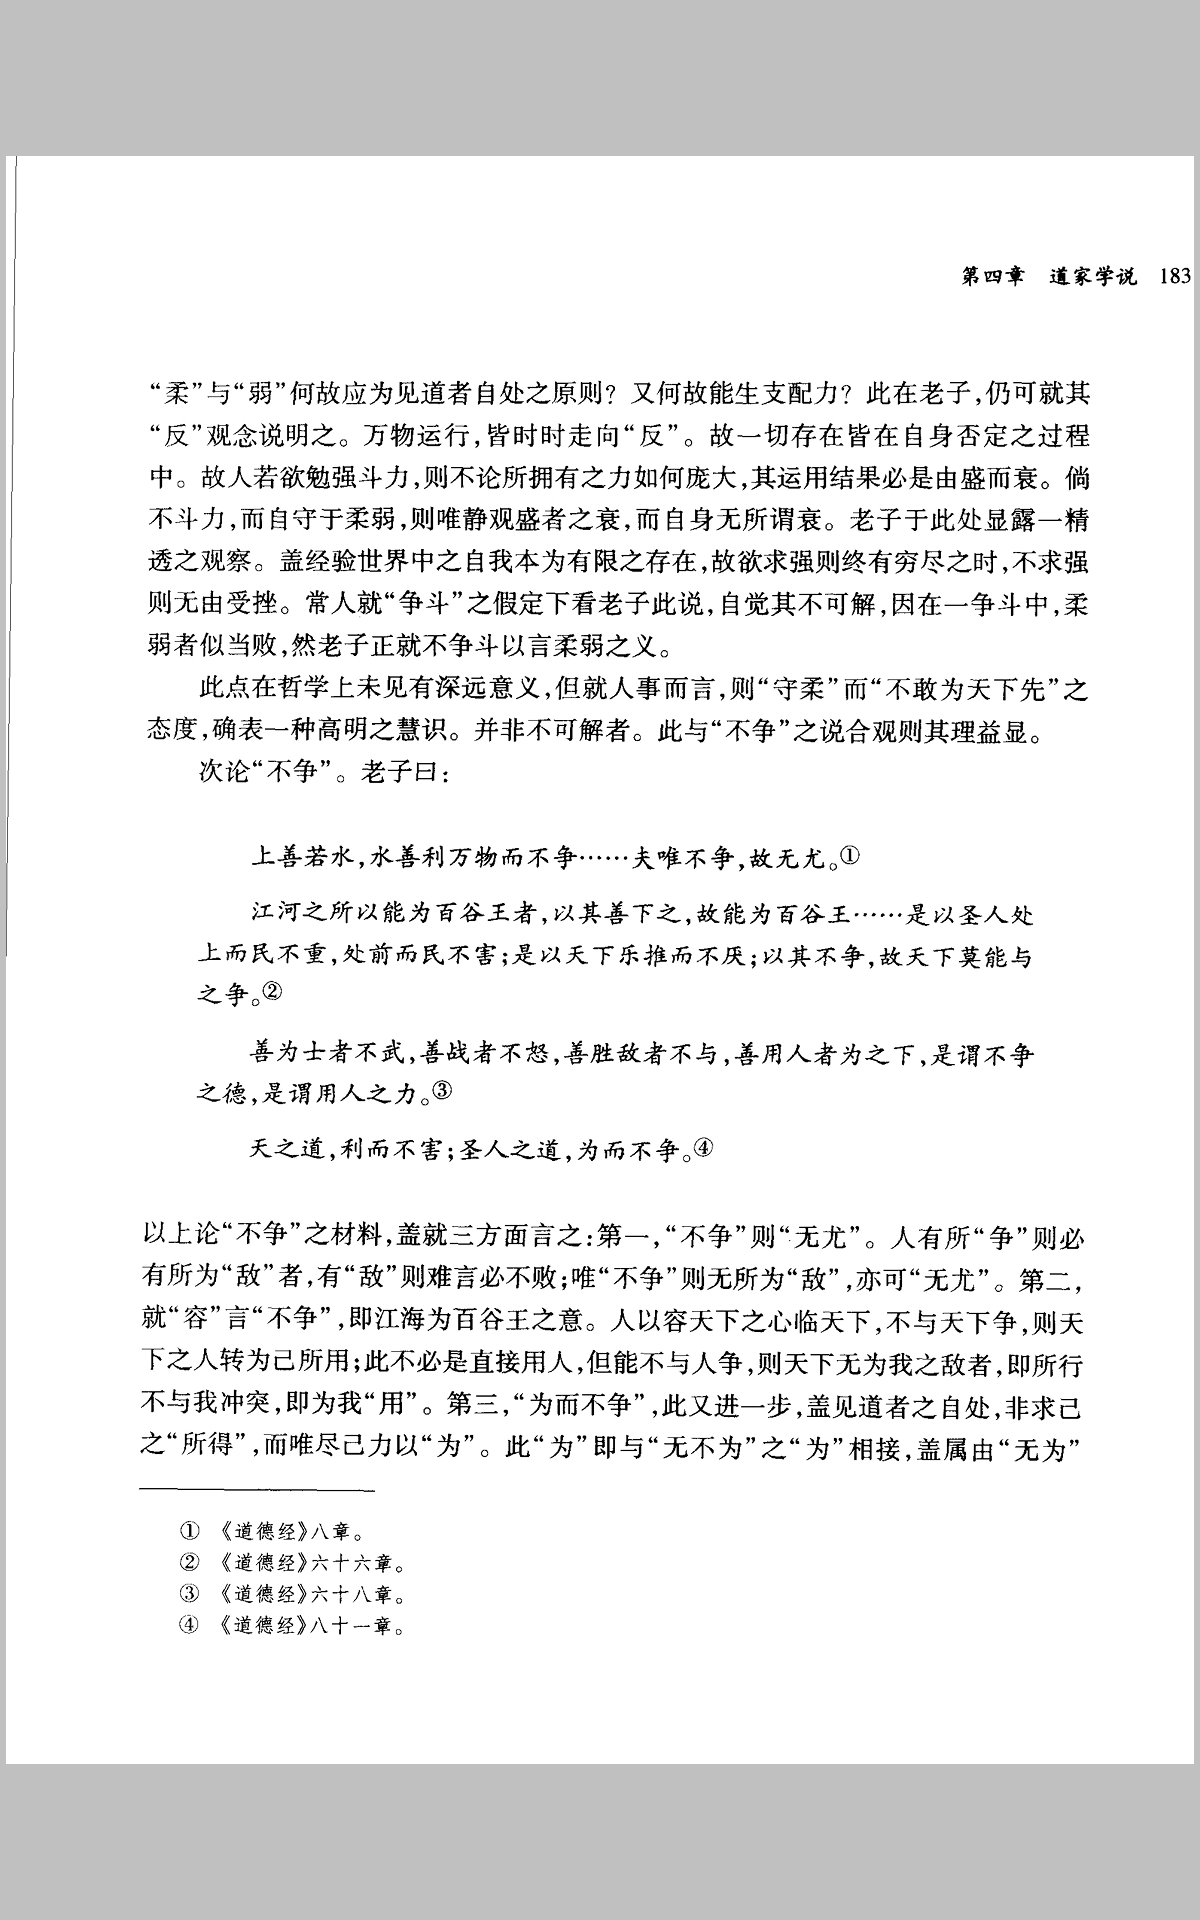 第四章　道家学说　183
“柔”与“弱”何故应为见道者自处之原则？又何故能生支配力？此在老子,仍可就其
“反”观念说明之。万物运行,皆时时走向“反”。故一切存在皆在自身否定之过程
中。故人若欲勉强斗力,则不论所拥有之力如何庞大,其运用结果必是由盛而衰。倘
不斗力,而自守于柔弱,则唯静观盛者之衰,而自身无所谓衰。老子于此处显露一精
透之观察。盖经验世界中之自我本为有限之存在,故欲求强则终有穷尽之时,不求强
则无由受挫。常人就“争斗”之假定下看老子此说,自觉其不可解,因在一争斗中,柔
弱者似当败,然老子正就不争斗以言柔弱之义。
此点在哲学上未见有深远意义,但就人事而言,则“守柔”而“不敢为天下先”之
态度,确表一种高明之慧识。并非不可解者。此与“不争”之说合观则其理益显。
次论“不争”。老子曰:
上善若水,水善利万物而不争……夫唯不争,故无尤。①
江河之所以能为百谷王者,以其善下之,故能为百谷王……是以圣人处
上而民不重,处前而民不害;是以天下乐推而不厌;以其不争,故天下莫能与
之争。②
善为士者不武,善战者不怒,善胜敌者不与,善用人者为之下,是谓不争
之德,是谓用人之力。③
天之道,利而不害;圣人之道,为而不争。④
以上论“不争”之材料,盖就三方面言之:第一,“不争”则“无尤”。人有所“争”则必
有所为“敌”者,有“敌”则难言必不败;唯“不争”则无所为“敌”,亦可“无尤”。第二,
就“容”言“不争”,即江海为百谷王之意。人以容天下之心临天下,不与天下争,则天
下之人转为己所用;此不必是直接用人,但能不与人争,则天下无为我之敌者,即所行
不与我冲突,即为我“用”。第三,“为而不争”,此又进一步,盖见道者之自处,非求己
之“所得”,而唯尽己力以“为”。此“为”即与“无不为”之“为”相接,盖属由“无为”
①　《道德经》八章。
②　《道德经》六十六章。
③　《道德经》六十八章。
④　《道德经》八十一章。